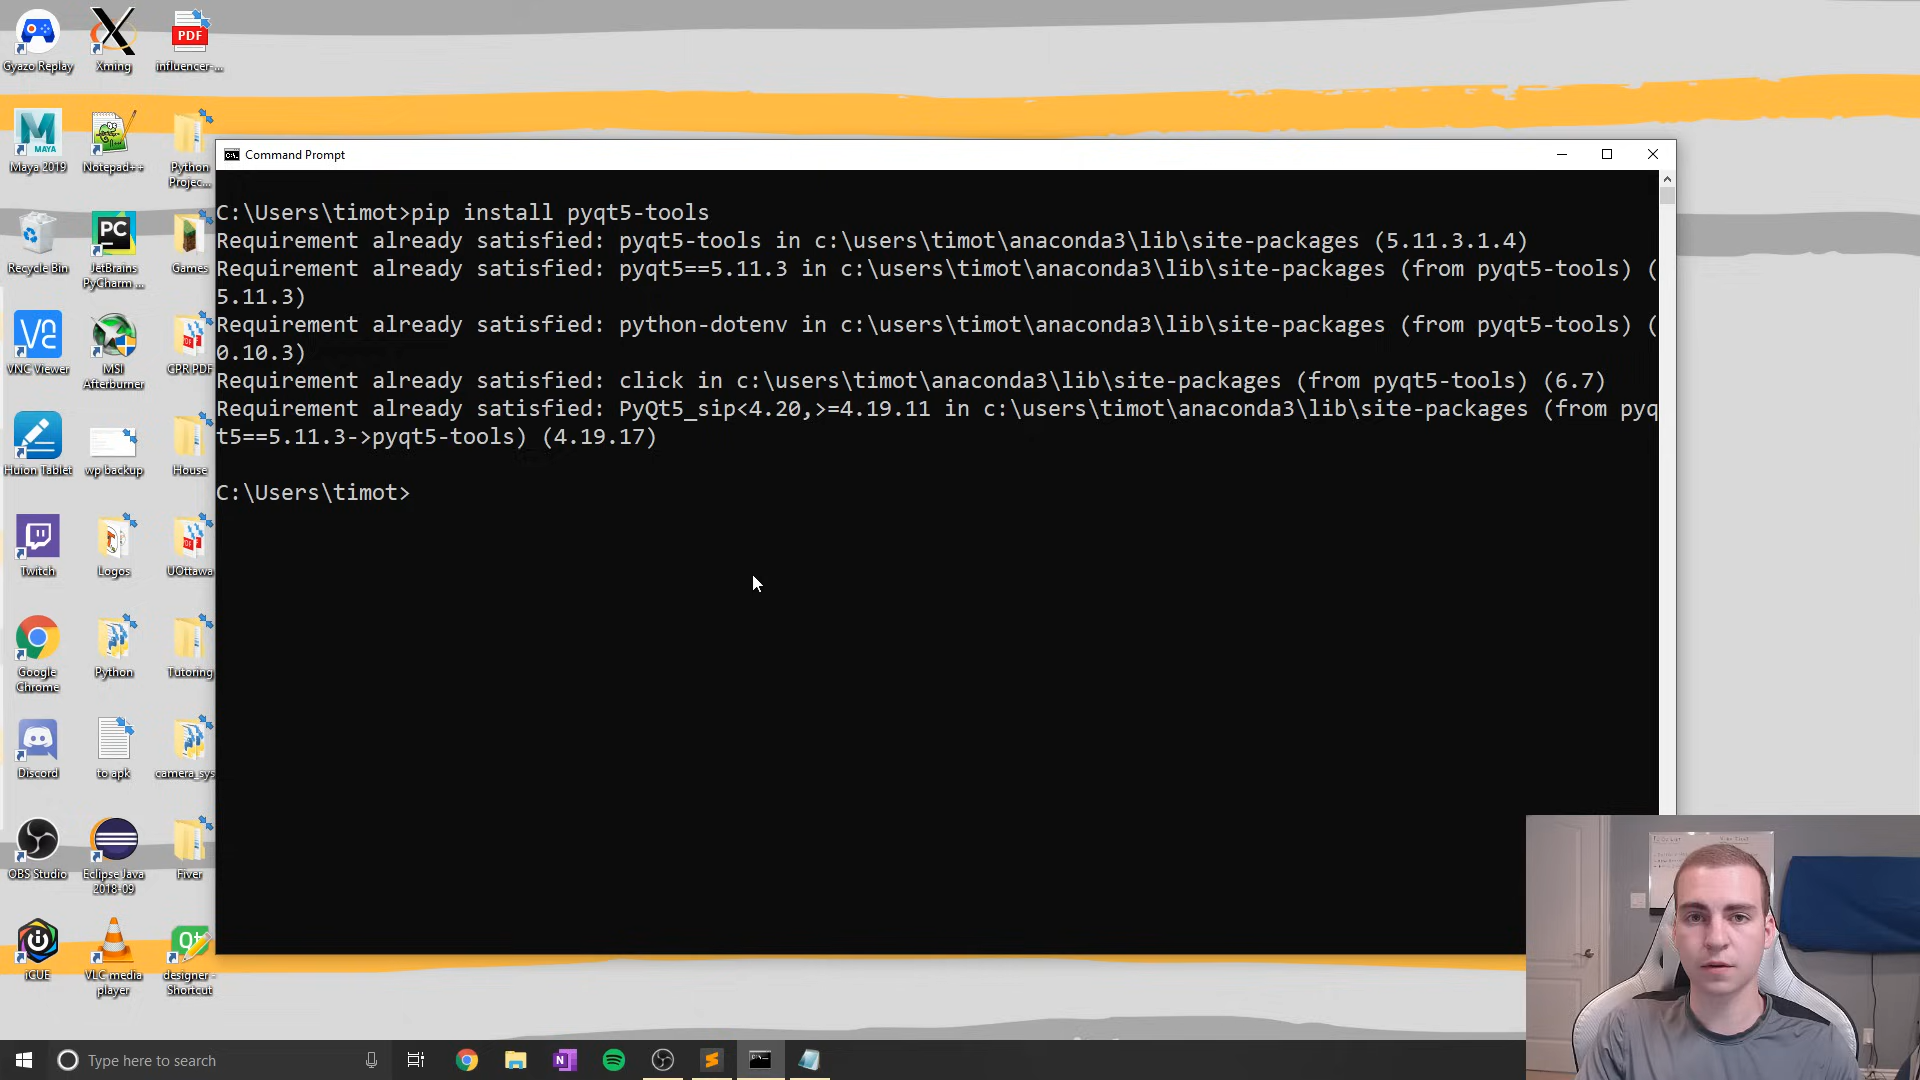 Gyazo Replay
Xming
PDF
influencer-...
MAYA
Maya 2019
Notepad++
Python
Projec...
Recycle Bin
PC
JetBrains
PyCharm ...
Games
VNC Viewer
MSI
Afterburner
CPR PDF
Huion Tablet
wp backup
House
Twitch
Logos
UOttawa
Google
Chrome
Python
Tutoring
Discord
to apk
camera_sys
OBS Studio
Eclipse Java
2018-09
Fiver
iCUE
VLC media
player
designer -
Shortcut
Command Prompt
C:\Users\timot>pip install pyqt5-tools
Requirement already satisfied: pyqt5-tools in c:\users\timot\anaconda3\lib\site-packages (5.11.3.1.4)
Requirement already satisfied: pyqt5==5.11.3 in c:\users\timot\anaconda3\lib\site-packages (from pyqt5-tools) (
5.11.3)
Requirement already satisfied: python-dotenv in c:\users\timot\anaconda3\lib\site-packages (from pyqt5-tools) (
0.10.3)
Requirement already satisfied: click in c:\users\timot\anaconda3\lib\site-packages (from pyqt5-tools) (6.7)
Requirement already satisfied: PyQt5_sip<4.20,>=4.19.11 in c:\users\timot\anaconda3\lib\site-packages (from pyq
t5==5.11.3->pyqt5-tools) (4.19.17)
C:\Users\timot>
Type here to search